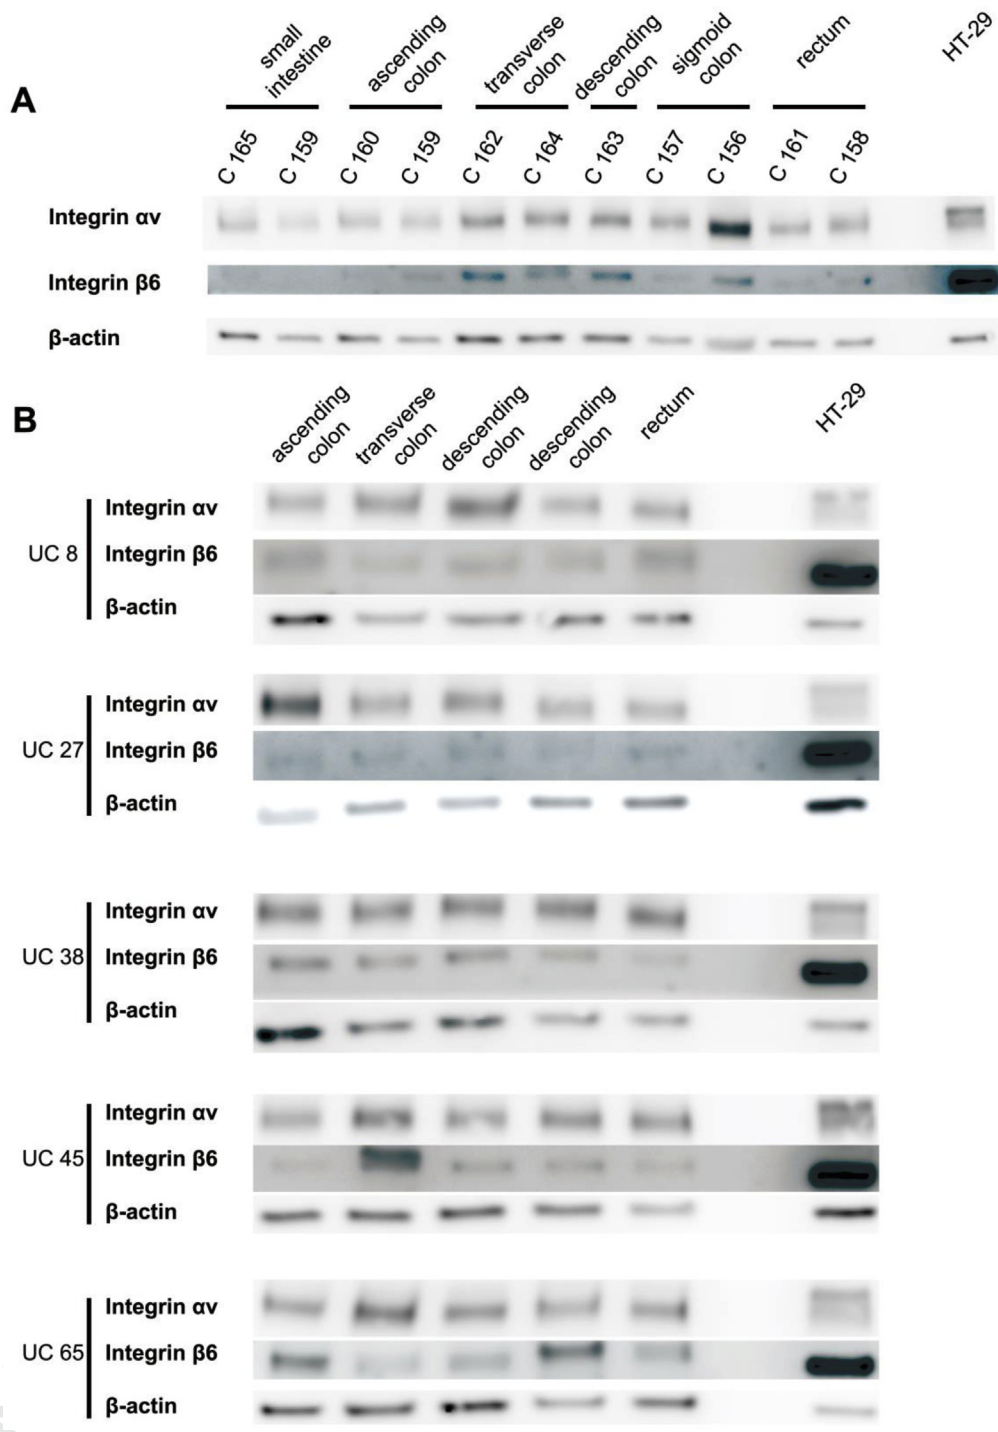 A
small
intestine
ascending
colon
transverse
colon
descending
colon
sigmoid
colon
rectum
HT-29
C 165
C 159
C 160
C 159
C 162
C 164
C 163
C 157
C 156
C 161
C 158
Integrin αv
Integrin β6
β-actin
B
ascending
colon
transverse
colon
descending
colon
descending
colon
rectum
HT-29
UC 8
Integrin αv
Integrin β6
β-actin
UC 27
Integrin αv
Integrin β6
β-actin
UC 38
Integrin αv
Integrin β6
β-actin
UC 45
Integrin αv
Integrin β6
β-actin
UC 65
Integrin αv
Integrin β6
β-actin